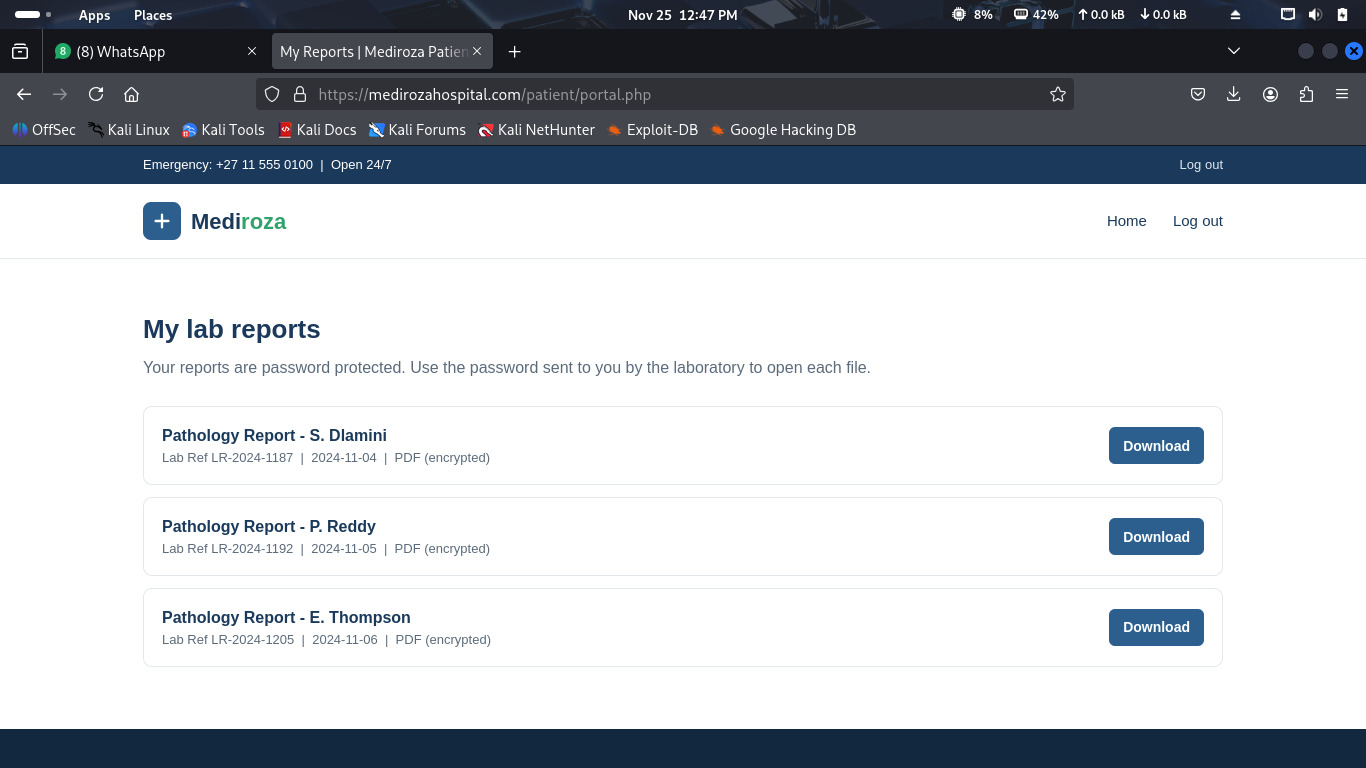 Apps Places Nov 25 12:47 PM 8% 42% 0.0 kB 0.0 kB
8 (8) WhatsApp My Reports | Mediroza Patien
https://medirozahospital.com/patient/portal.php
OffSec Kali Linux Kali Tools Kali Docs Kali Forums Kali NetHunter Exploit-DB Google Hacking DB
Emergency: +27 11 555 0100 | Open 24/7 Log out
Mediroza Home Log out
My lab reports
Your reports are password protected. Use the password sent to you by the laboratory to open each file.
Pathology Report - S. Dlamini
Lab Ref LR-2024-1187 | 2024-11-04 | PDF (encrypted)
Download
Pathology Report - P. Reddy
Lab Ref LR-2024-1192 | 2024-11-05 | PDF (encrypted)
Download
Pathology Report - E. Thompson
Lab Ref LR-2024-1205 | 2024-11-06 | PDF (encrypted)
Download